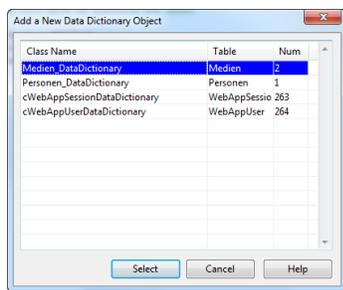 Add a New Data Dictionary Object
Class Name Table Num
Medien_DataDictionary Medien 2
Personen_DataDictionary Personen 1
cWebAppSessionDataDictionary WebAppSessio 263
cWebAppUserDataDictionary WebAppUser 264
Select Cancel Help